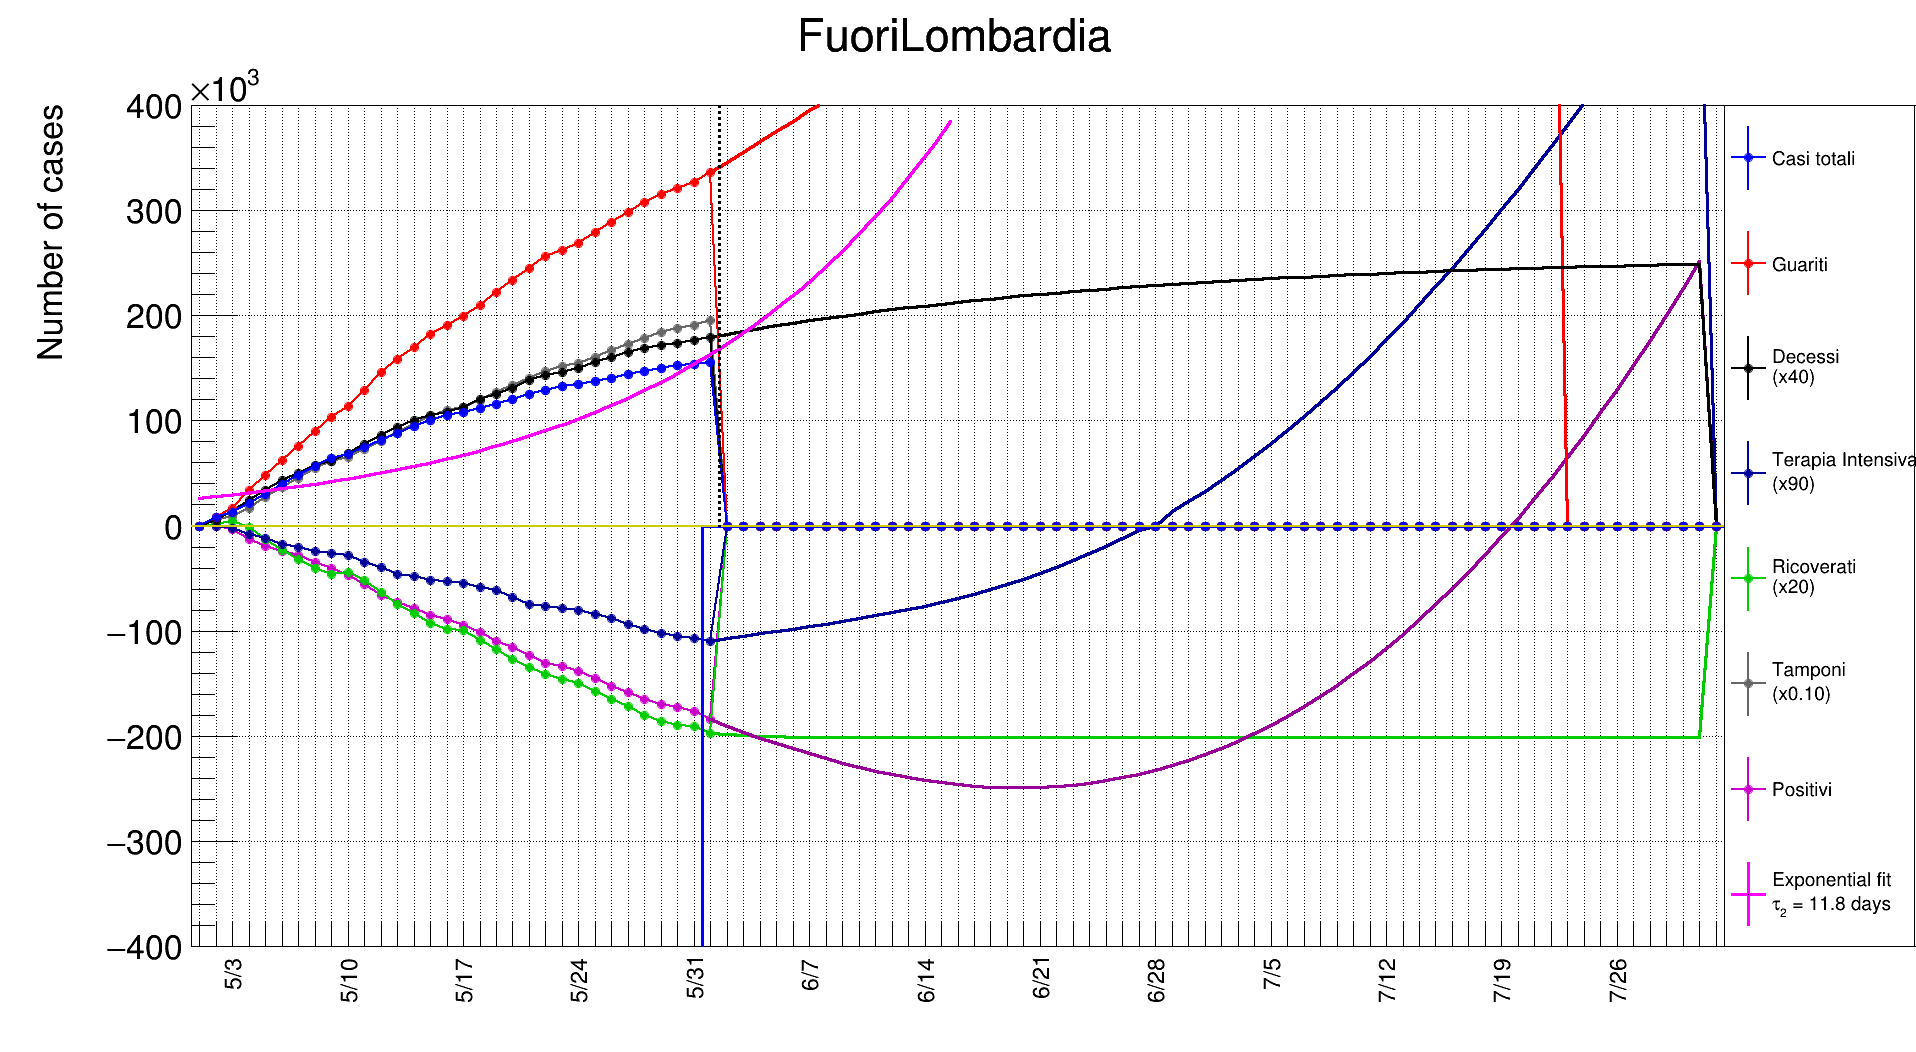 FuoriLombardia
×10³
Number of cases
400
300
200
100
0
−100
−200
−300
−400
5/3
5/10
5/17
5/24
5/31
6/7
6/14
6/21
6/28
7/5
7/12
7/19
7/26
Casi totali
Guariti
Decessi
(x40)
Terapia Intensiva
(x90)
Ricoverati
(x20)
Tamponi
(x0.10)
Positivi
Exponential fit
τ₂ = 11.8 days